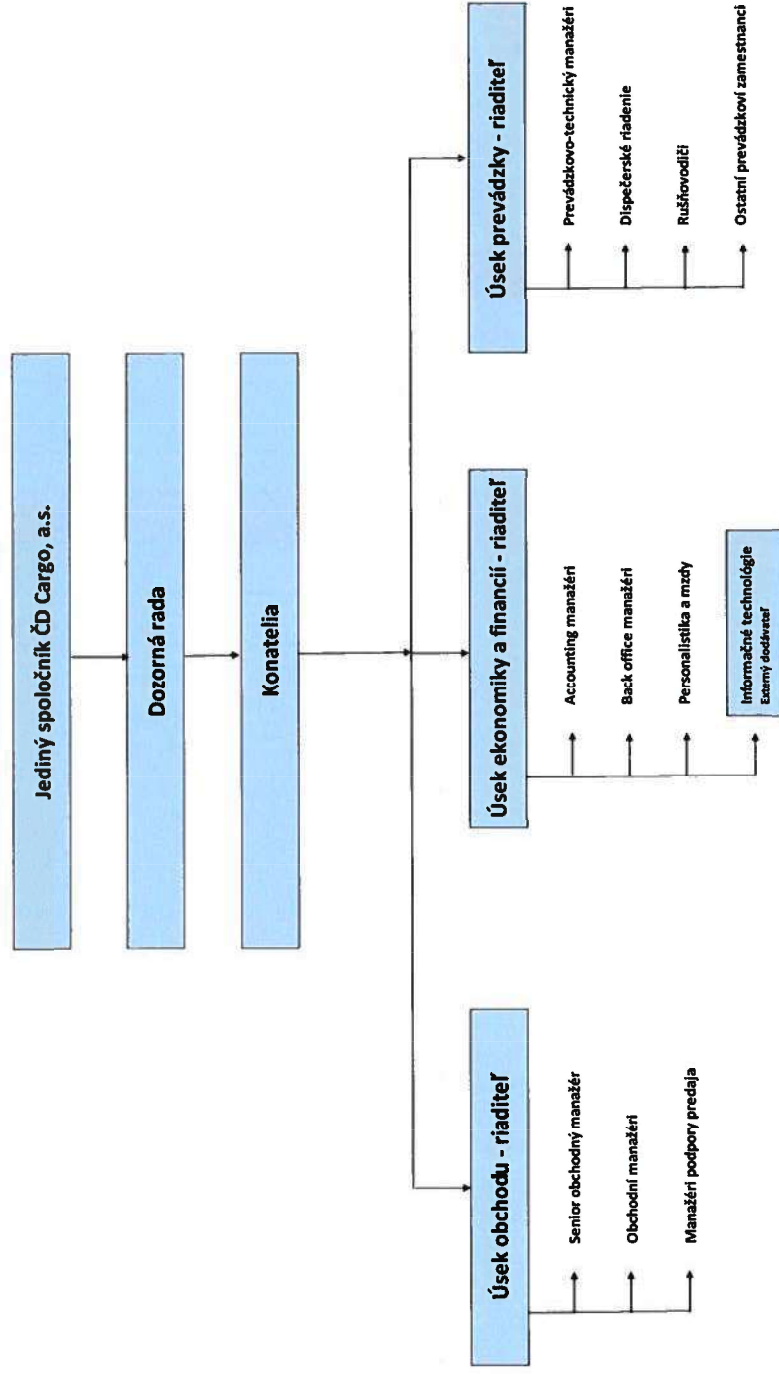 Jediný spoločník ČD Cargo, a.s.
Dozorná rada
Konatelia
Úsek obchodu - riaditeľ
Senior obchodný manažér
Obchodní manažéri
Manažéri podpory predaja
Úsek ekonomiky a financií - riaditeľ
Accounting manažéri
Back office manažéri
Personalistika a mzdy
Informačné technológie
Externý dodávateľ
Úsek prevádzky - riaditeľ
Prevádzkovo-technický manažéri
Dispečerské riadenie
Rušňovodiči
Ostatní prevádzkoví zamestnanci